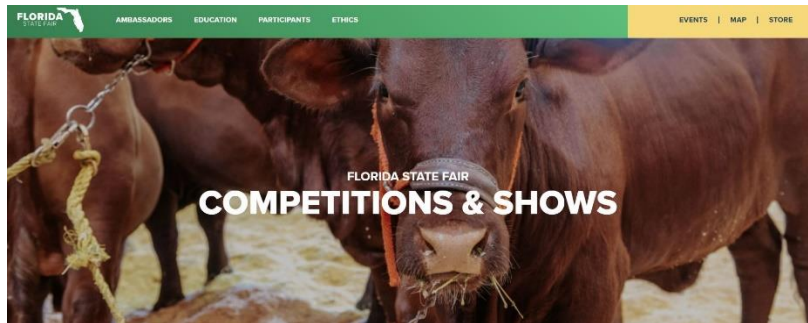 FLORIDA
STATE FAIR
AMBASSADORS EDUCATION PARTICIPANTS ETHICS
EVENTS | MAP | STORE
FLORIDA STATE FAIR
COMPETITIONS & SHOWS